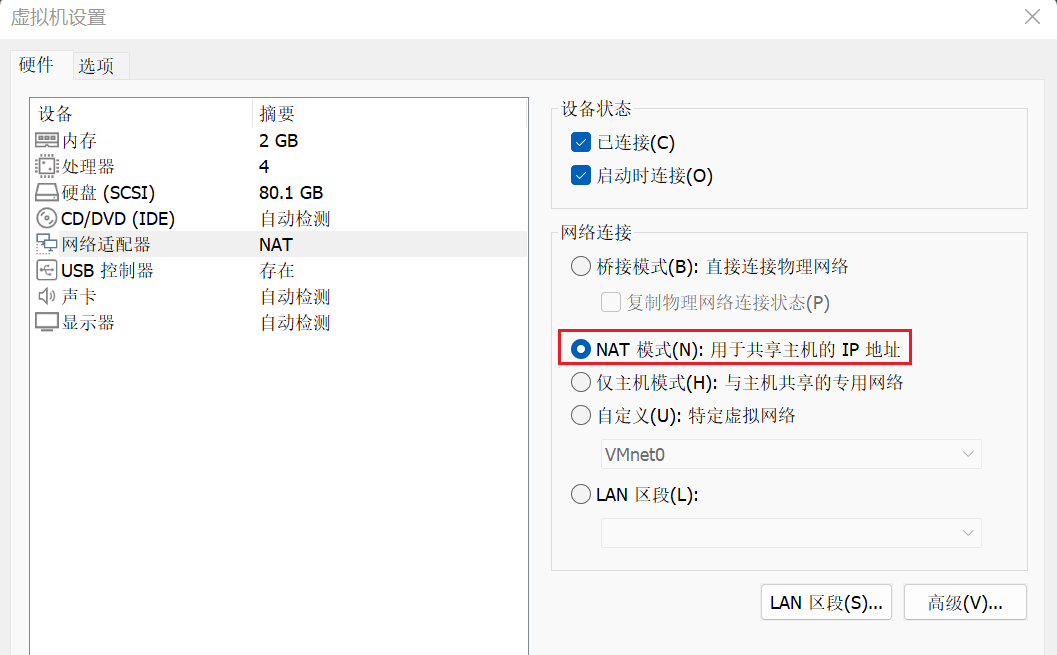 虚拟机设置
硬件 选项
设备 摘要
内存 2 GB
处理器 4
硬盘 (SCSI) 80.1 GB
CD/DVD (IDE) 自动检测
网络适配器 NAT
USB 控制器 存在
声卡 自动检测
显示器 自动检测
设备状态
已连接(C)
启动时连接(O)
网络连接
桥接模式(B): 直接连接物理网络
复制物理网络连接状态(P)
NAT 模式(N): 用于共享主机的 IP 地址
仅主机模式(H): 与主机共享的专用网络
自定义(U): 特定虚拟网络
VMnet0
LAN 区段(L):
LAN 区段(S)... 高级(V)...